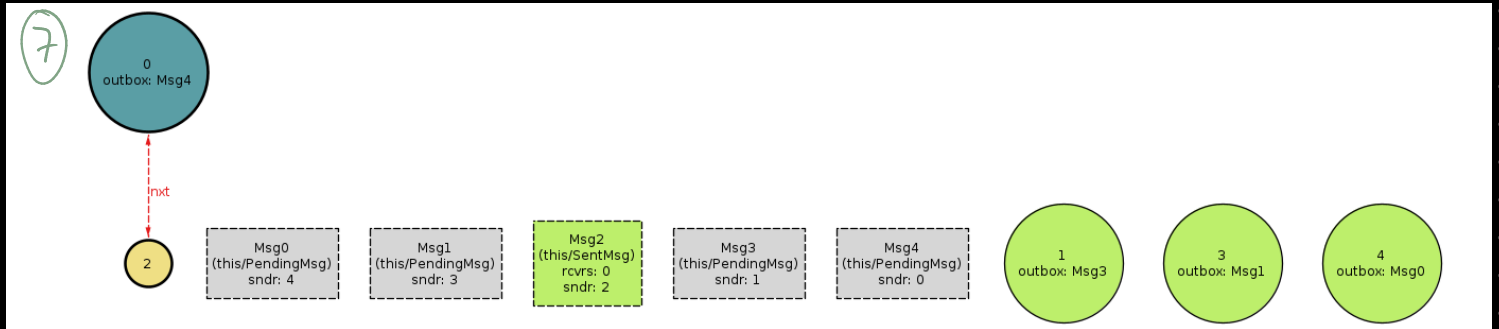 7
0
outbox: Msg4
nxt
2
Msg0
(this/PendingMsg)
sndr: 4
Msg1
(this/PendingMsg)
sndr: 3
Msg2
(this/SentMsg)
rcvrs: 0
sndr: 2
Msg3
(this/PendingMsg)
sndr: 1
Msg4
(this/PendingMsg)
sndr: 0
1
outbox: Msg3
3
outbox: Msg1
4
outbox: Msg0